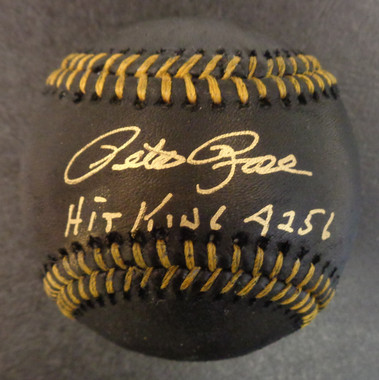 Pete Rose
HIT KING 4256